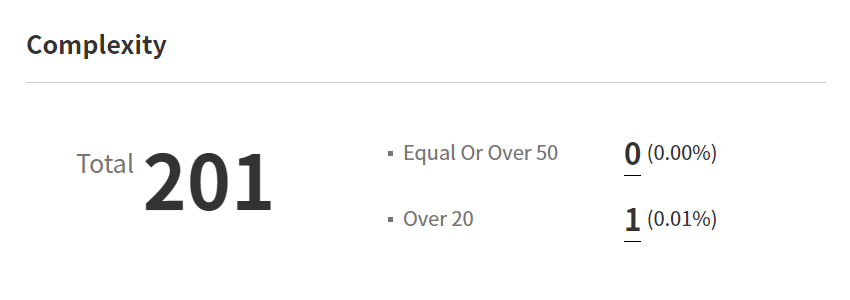 Complexity
Total 201
▪ Equal Or Over 50 0 (0.00%)
▪ Over 20 1 (0.01%)